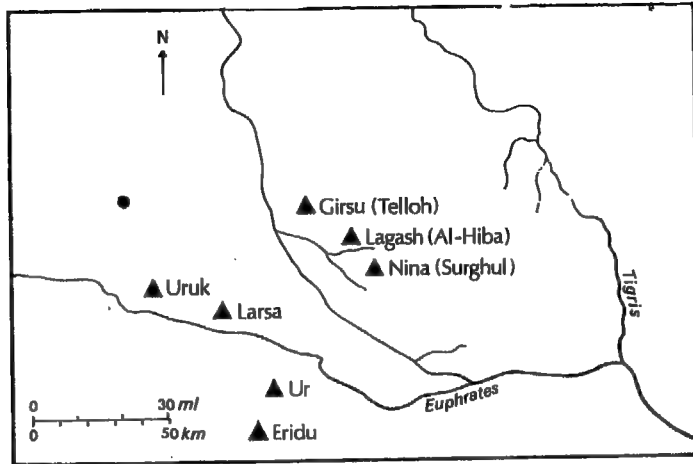 N
Girsu (Telloh)
Lagash (Al-Hiba)
Nina (Surghul)
Uruk
Larsa
Tigris
Ur
Euphrates
Eridu
0 30 ml
0 50 km